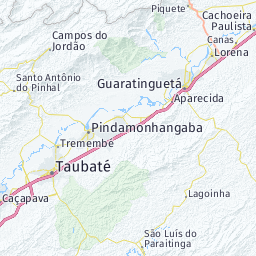 Piquete
Cachoeira
Paulista
Campos do
Jordão
Canas
Lorena
Santo Antônio
do Pinhal
Guaratinguetá
Aparecida
Pindamonhangaba
Tremembé
Taubaté
Caçapava
Lagoinha
São Luís do
Paraitinga